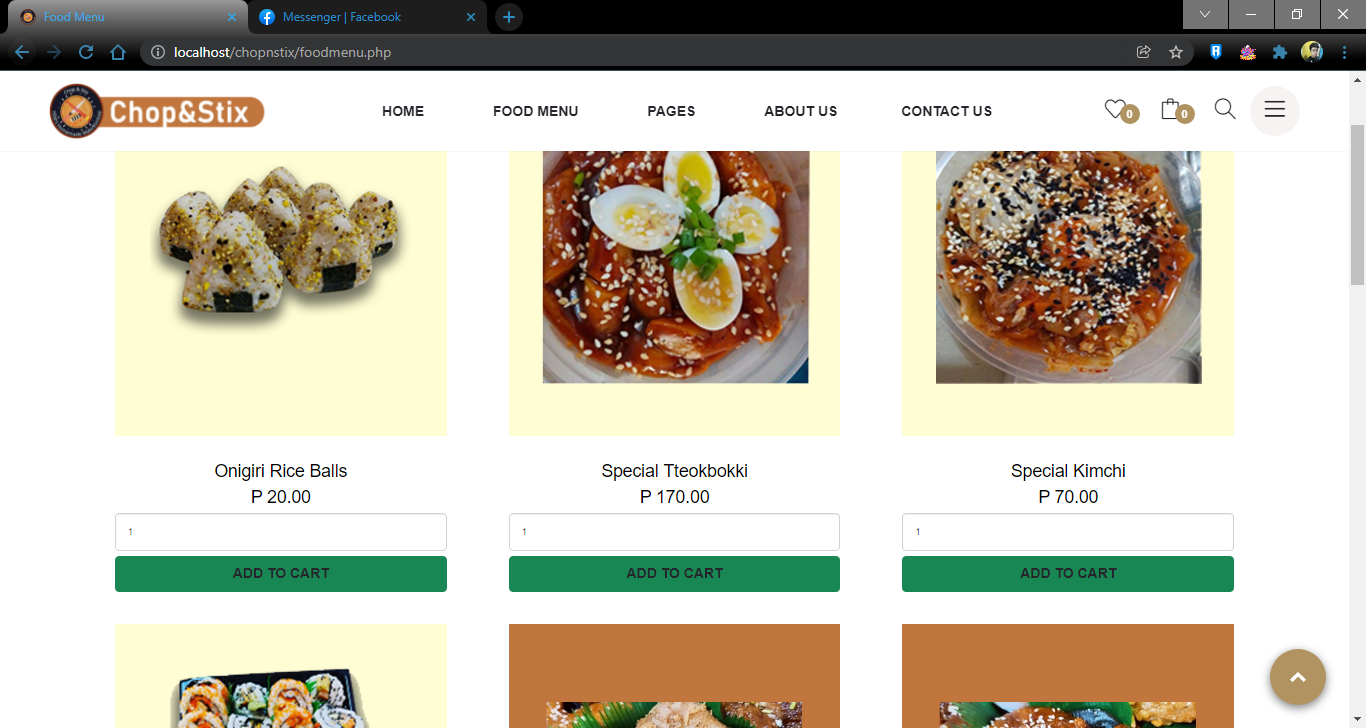 Food Menu
Messenger | Facebook
localhost/chopnstix/foodmenu.php
Chop&Stix
HOME
FOOD MENU
PAGES
ABOUT US
CONTACT US
0
0
Onigiri Rice Balls
Special Tteokbokki
Special Kimchi
P 20.00
P 170.00
P 70.00
1
1
1
ADD TO CART
ADD TO CART
ADD TO CART